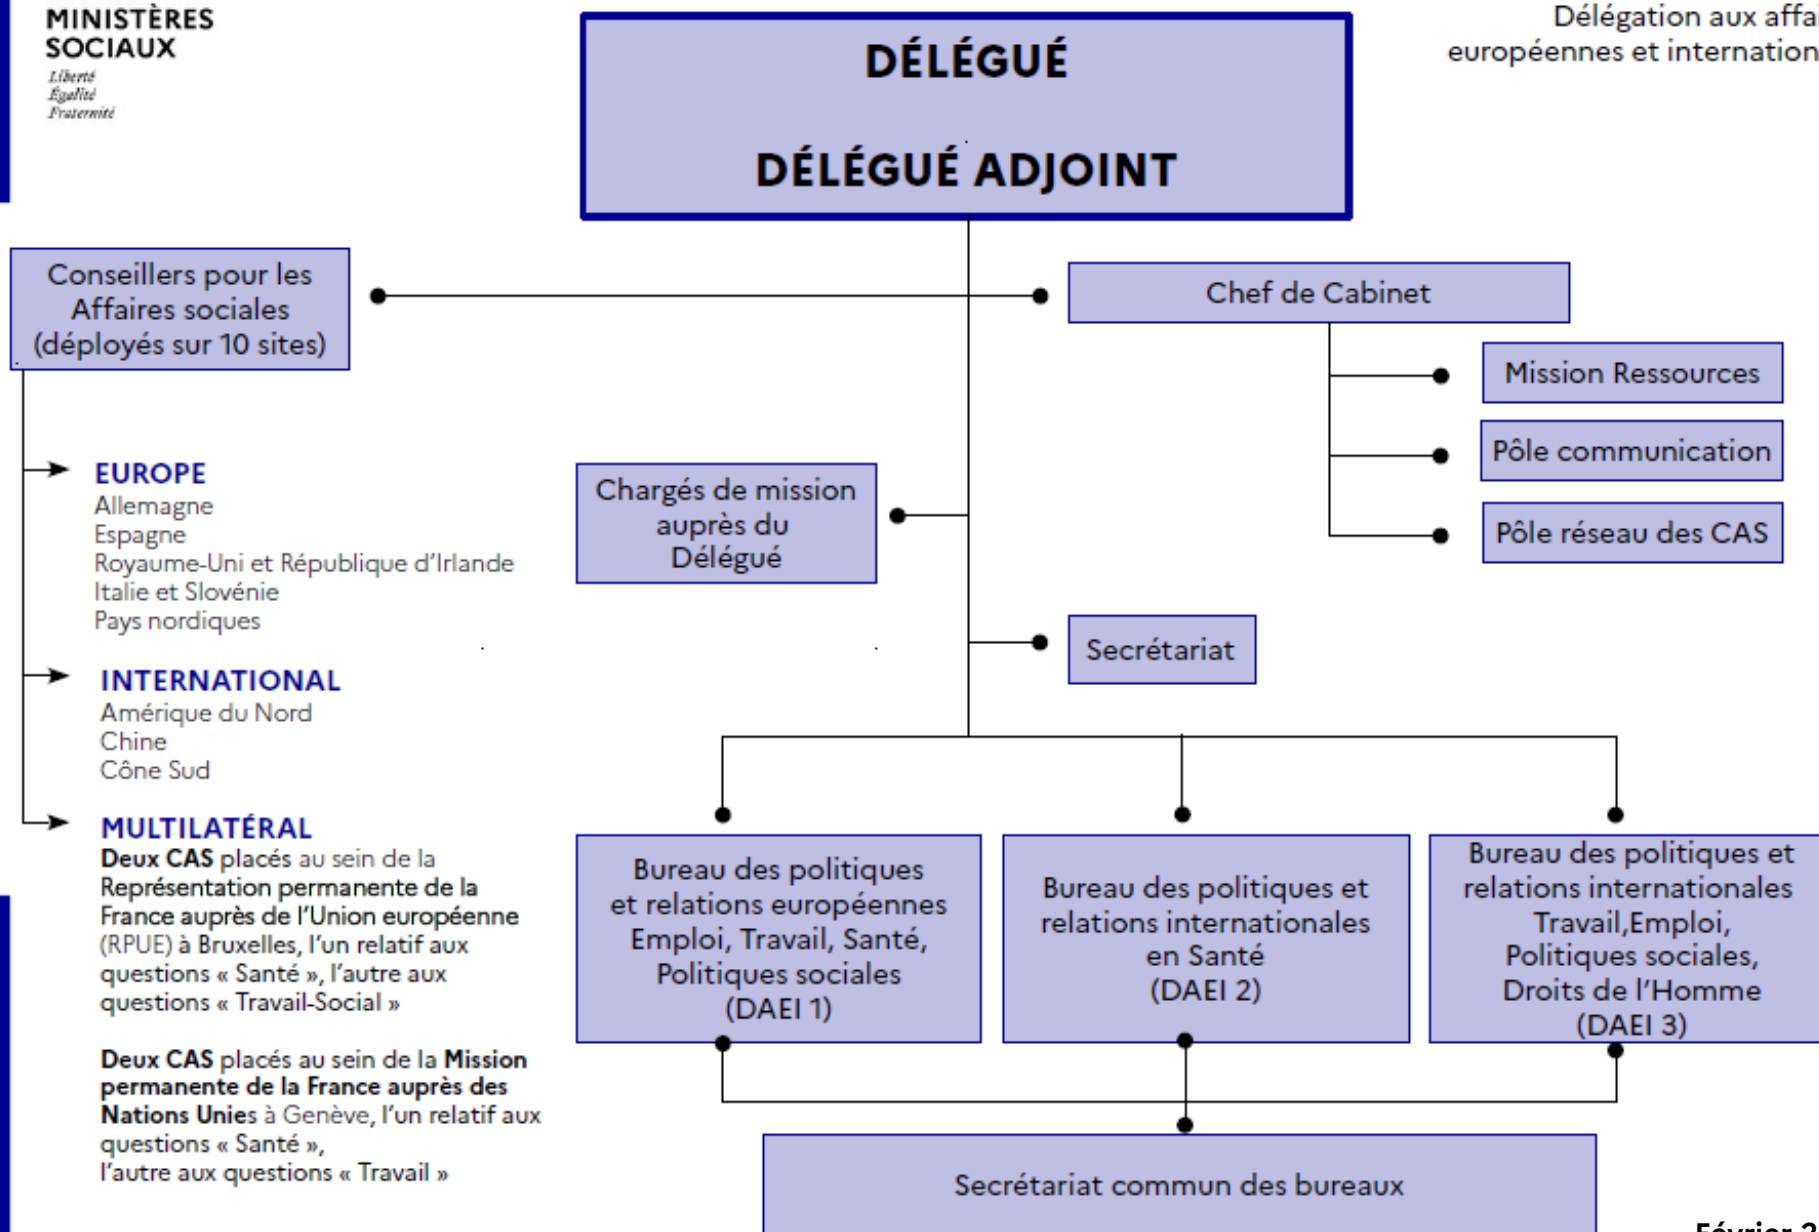 MINISTÈRES
SOCIAUX
Liberté
Égalité
Fraternité
DÉLÉGUÉ
DÉLÉGUÉ ADJOINT
Délégation aux
européennes et
Conseillers pour les
Affaires sociales
(déployés sur 10 sites)
Chef de Cabinet
Mission Ressources
Pôle communication
Pôle réseau des CAS
EUROPE
Allemagne
Espagne
Royaume-Uni et République d'Irlande
Italie et Slovénie
Pays nordiques
Chargés de mission
auprès du
Délégué
Secrétariat
INTERNATIONAL
Amérique du Nord
Chine
Cône Sud
MULTILATÉRAL
Deux CAS placés au sein de la
Représentation permanente de la
France auprès de l'Union européenne
(RPUE) à Bruxelles, l'un relatif aux
questions « Santé », l'autre aux
questions « Travail-Social »
Deux CAS placés au sein de la Mission
permanente de la France auprès des
Nations Unies à Genève, l'un relatif aux
questions « Santé »,
l'autre aux questions « Travail »
Bureau des politiques
et relations européennes
Emploi, Travail, Santé,
Politiques sociales
(DAEI 1)
Bureau des politiques et
relations internationales
en Santé
(DAEI 2)
Bureau des politiques et
relations internationales
Travail,Emploi,
Politiques sociales,
Droits de l'Homme
(DAEI 3)
Secrétariat commun des bureaux
Février